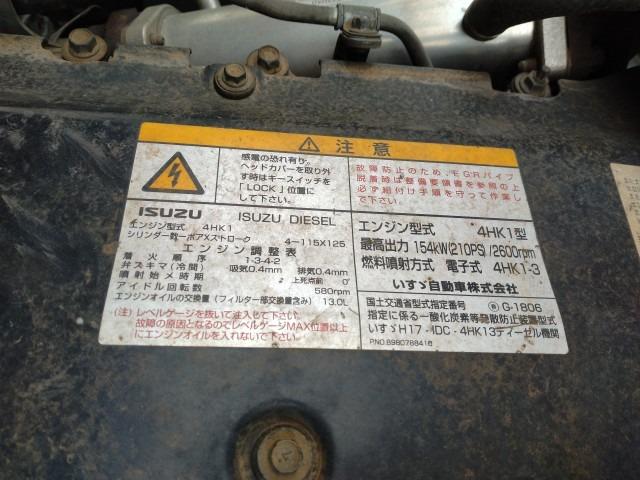 注意
感電の恐れ有り。
ヘッドカバーを取り外
す時はキースイッチを
「LOCK」位置に
して下さい。
故障防止のため、EGRパイプ
脱着時は整備要領書を参照の上
必ず締付け手順を守って作業し
て下さい。
ISUZU ISUZU DIESEL
エンジン型式 4HK1
シリンダー数-ボアXストローク 4-115X125
エンジン調整表
着火順序 1-3-4-2
弁スキマ(冷間) 吸気0.4mm 排気0.4mm
噴射始メ時期 上死点前 0°
アイドル回転数 580rpm
エンジンオイルの交換量(フィルター部交換量含み) 13.0L
(注)レベルゲージを抜いて注入して下さい。
故障の原因となるのでレベルゲージMAX位置以上
にエンジンオイルを入れないで下さい。
エンジン型式 4HK1型
最高出力 154kW(210PS)/2600rpm
燃料噴射方式 電子式 4HK1-3
いすゞ自動車株式会社
国土交通省型式指定番号 G-1806
指定に係る一酸化炭素等発散防止装置型式
いすゞH17-IDC-4HK13ディーゼル機関
PNO.8980788416